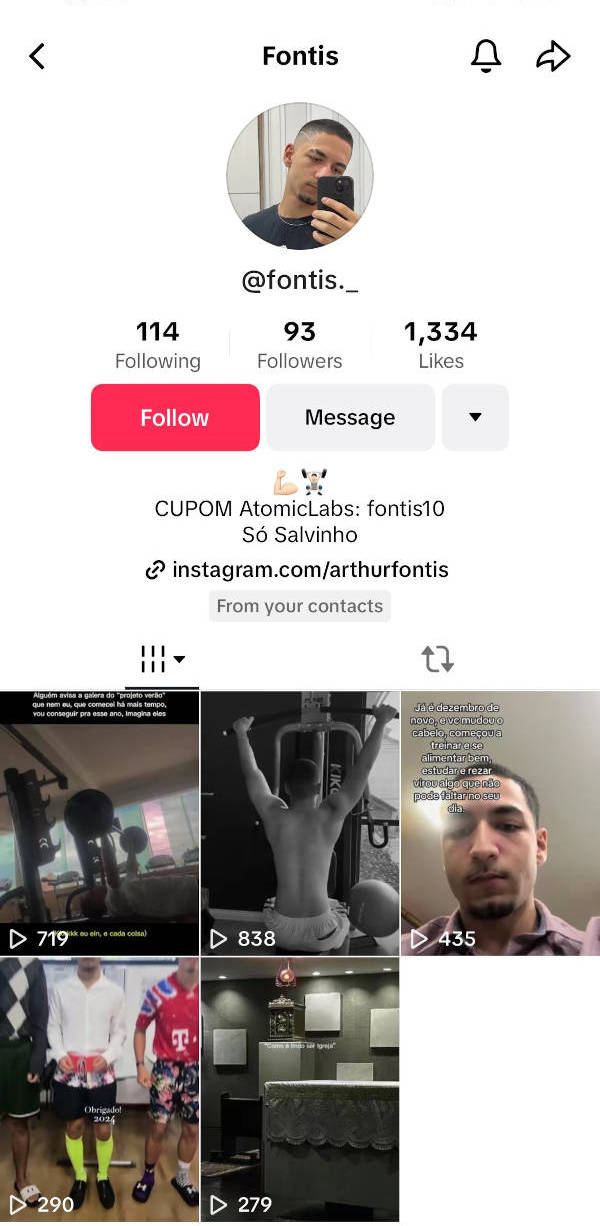 Fontis
@fontis._
114
Following
93
Followers
1,334
Likes
Follow
Message
CUPOM AtomicLabs: fontis10
Só Salvinho
instagram.com/arthurfontis
From your contacts
Alguém avisa a galera do "projeto verão"
que nem eu, que comecei há mais tempo,
vou conseguir pra esse ano, imagina eles
eu ein, e cada coisa)
719
838
Já é dezembro de
novo, e vc mudou o
cabelo, começou a
treinar e se
alimentar bem,
estudar e rezar
virou algo que não
pode faltar no seu
dia.
435
Obrigado!
2024
290
"Como é lindo ser Igreja"
279